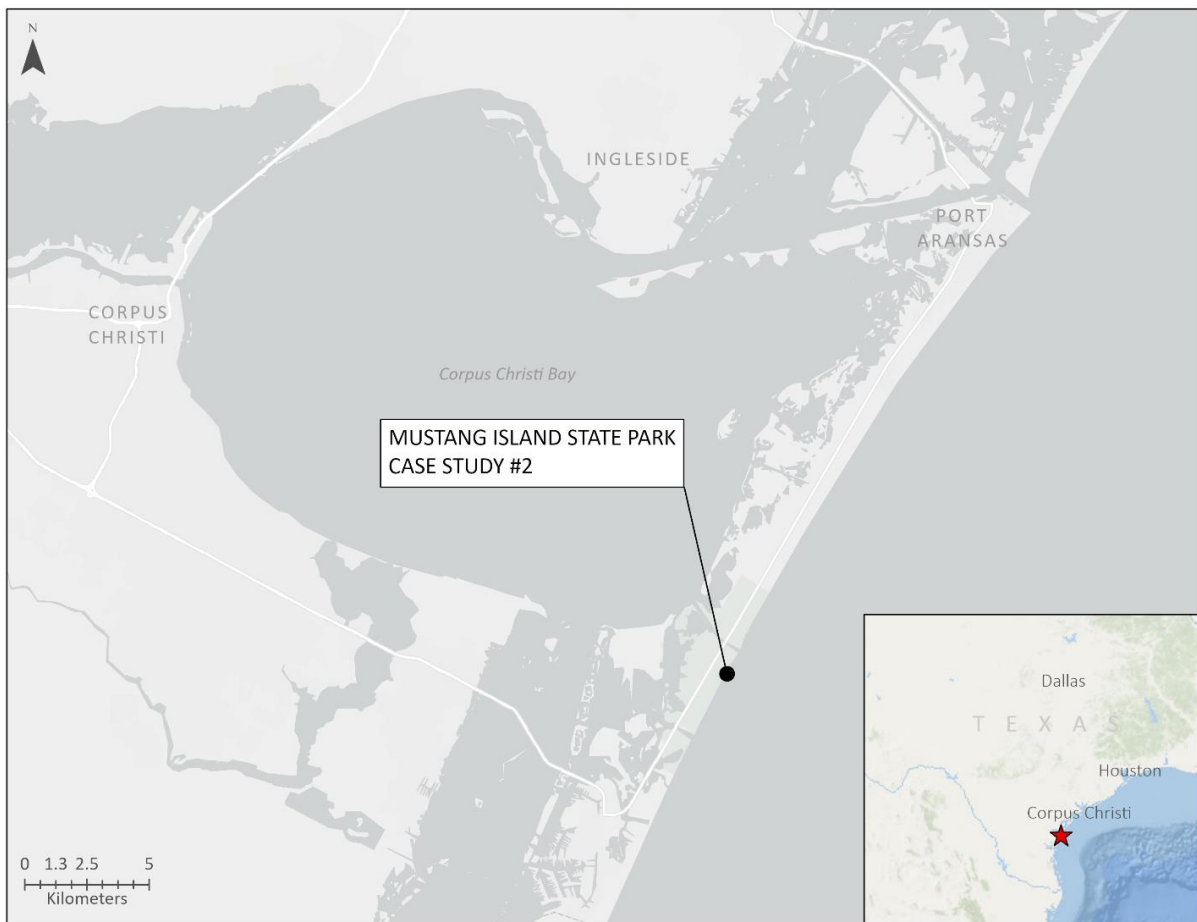 N
INGLESIDE
PORT
ARANSAS
CORPUS
CHRISTI
Corpus Christi Bay
MUSTANG ISLAND STATE PARK
CASE STUDY #2
Dallas
TEXAS
Houston
Corpus Christi
0 1.3 2.5 5
Kilometers